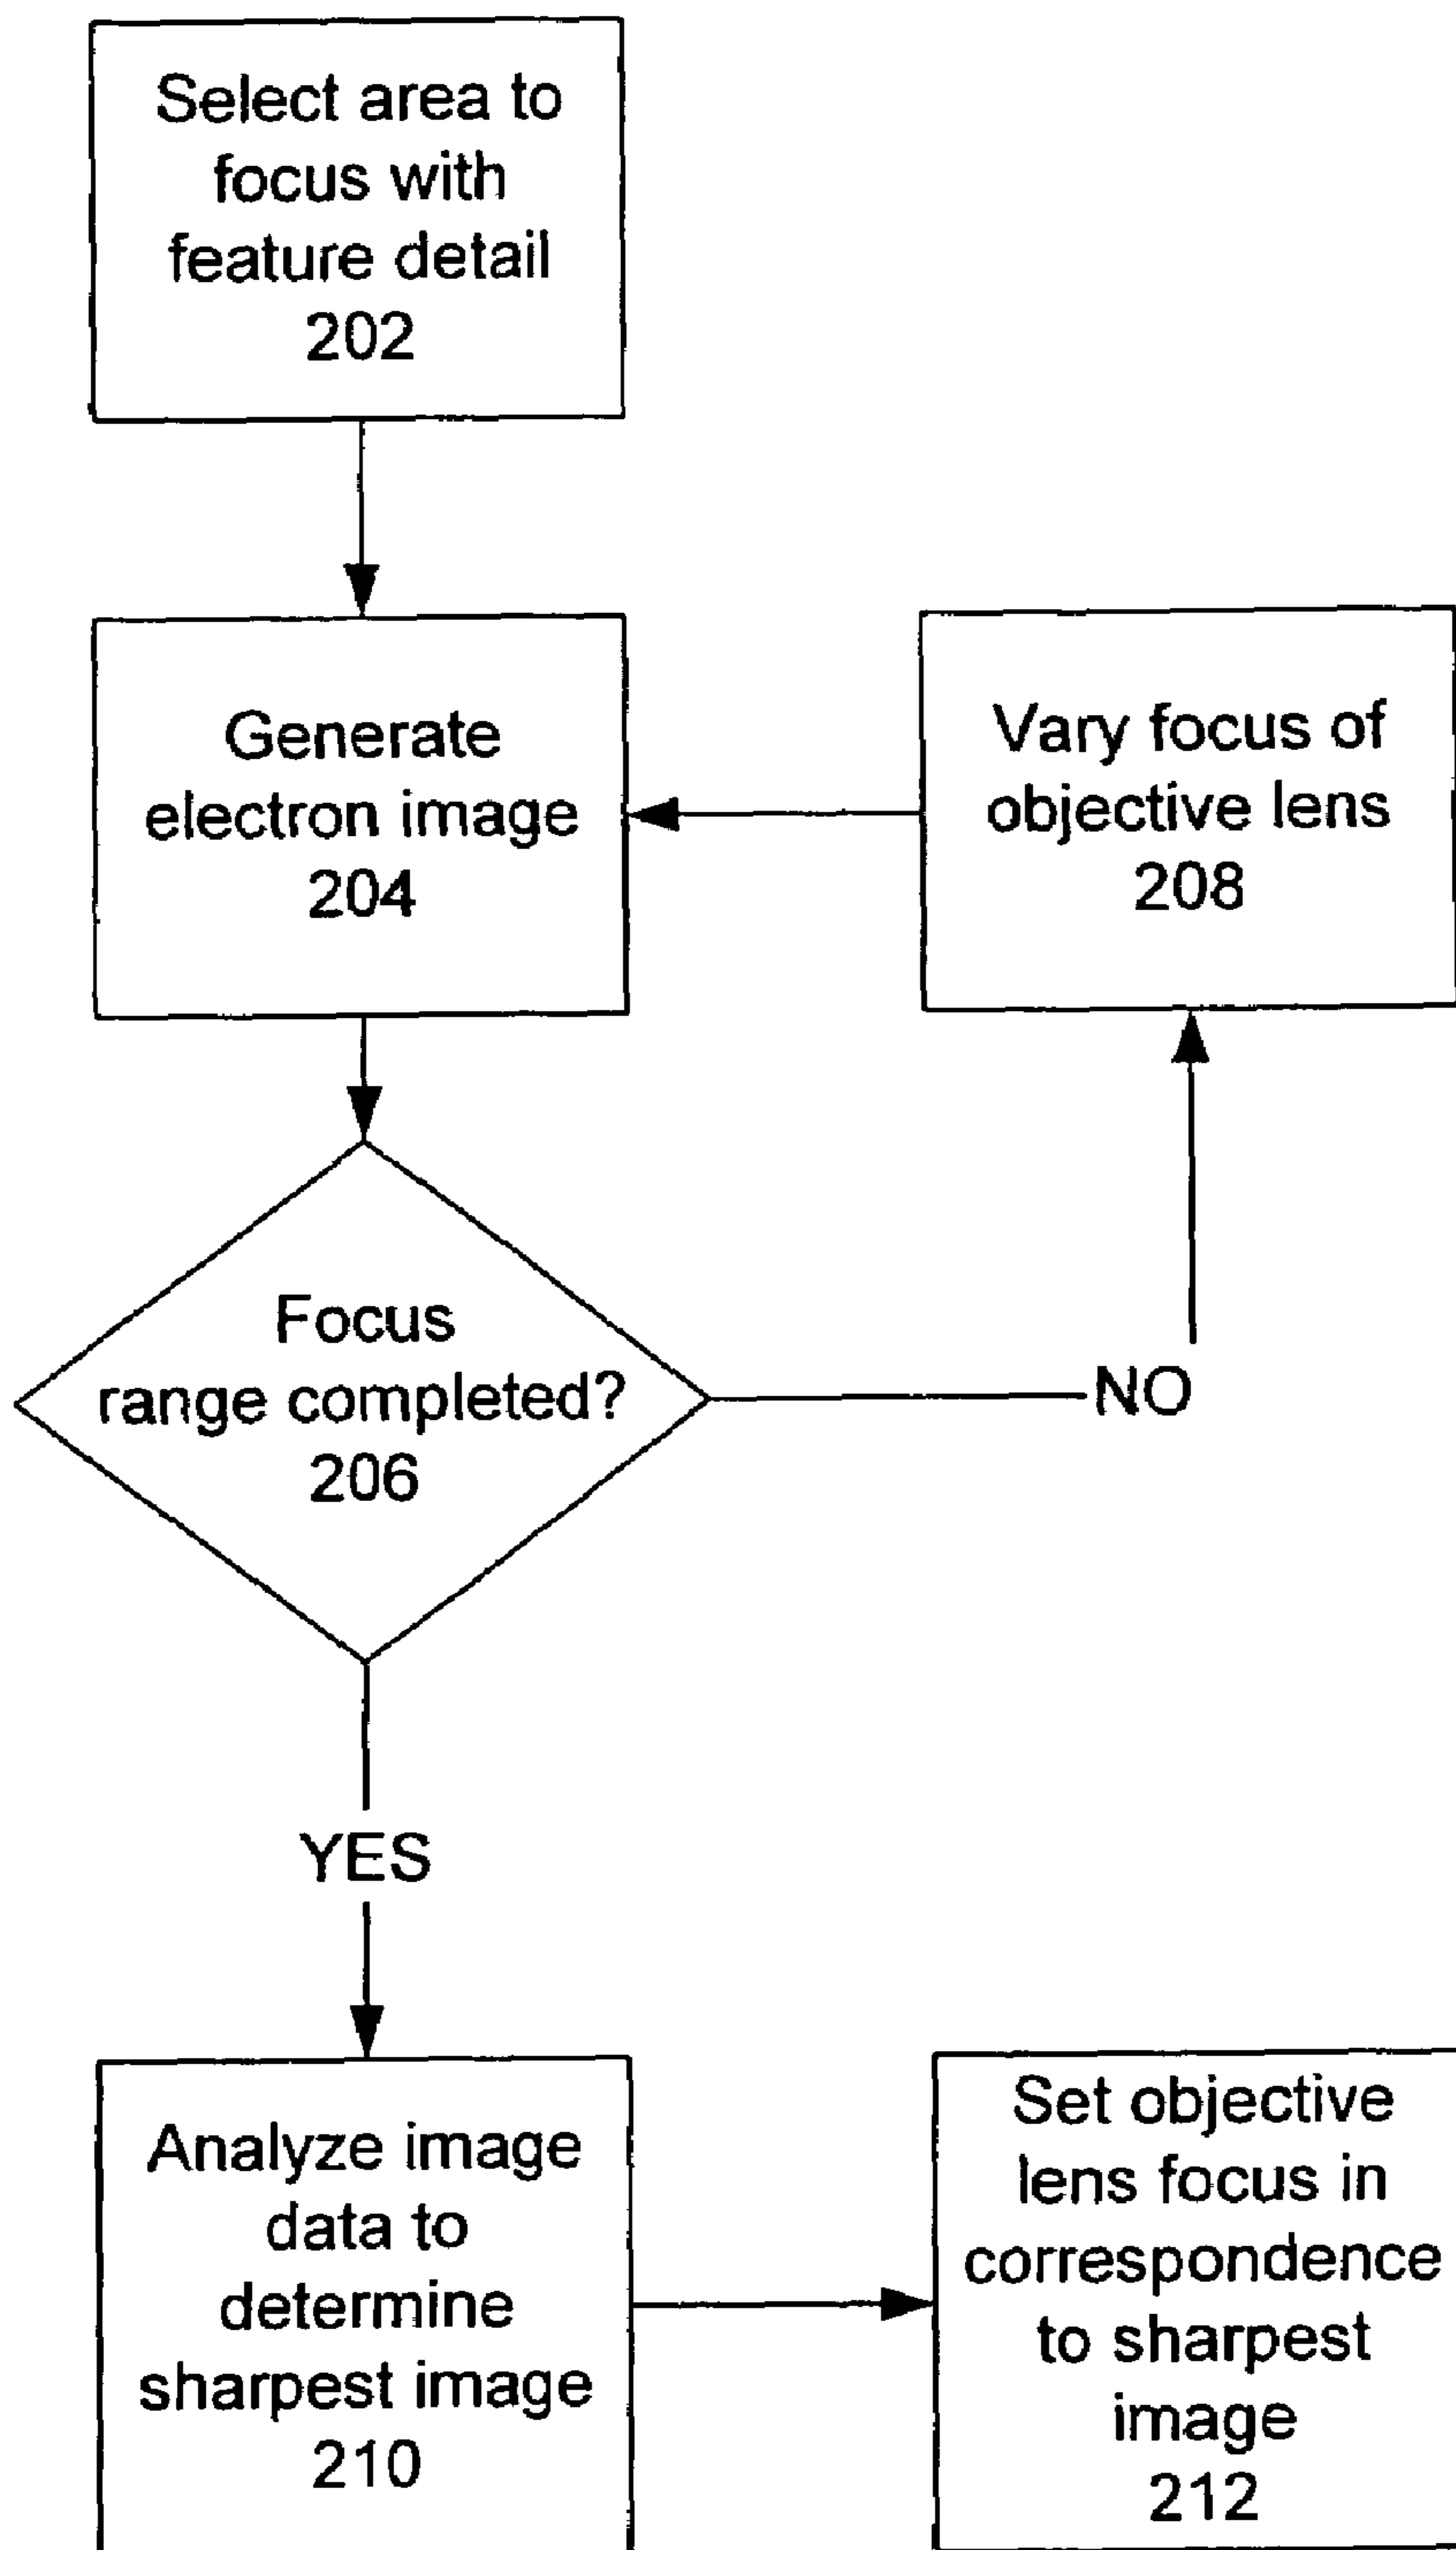 Select area to
focus with
feature detail
202
Generate
electron image
204
Vary focus of
objective lens
208
Focus
range completed?
206
NO
YES
Analyze image
data to
determine
sharpest image
210
Set objective
lens focus in
correspondence
to sharpest
image
212